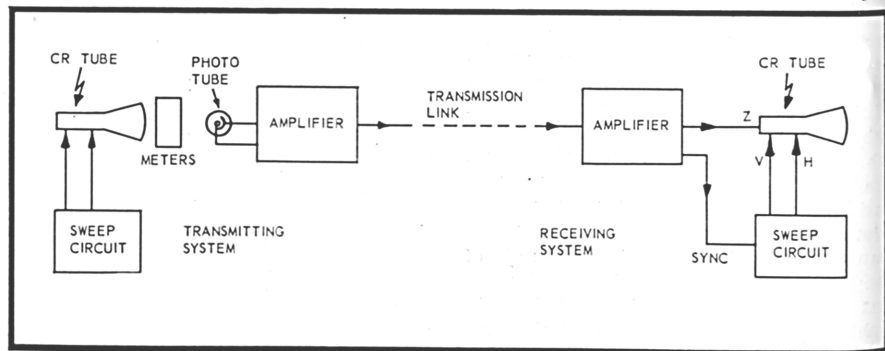 CR TUBE
PHOTO
TUBE
METERS
AMPLIFIER
TRANSMISSION
LINK
AMPLIFIER
Z
CR TUBE
V
H
SWEEP
CIRCUIT
TRANSMITTING
SYSTEM
RECEIVING
SYSTEM
SYNC
SWEEP
CIRCUIT